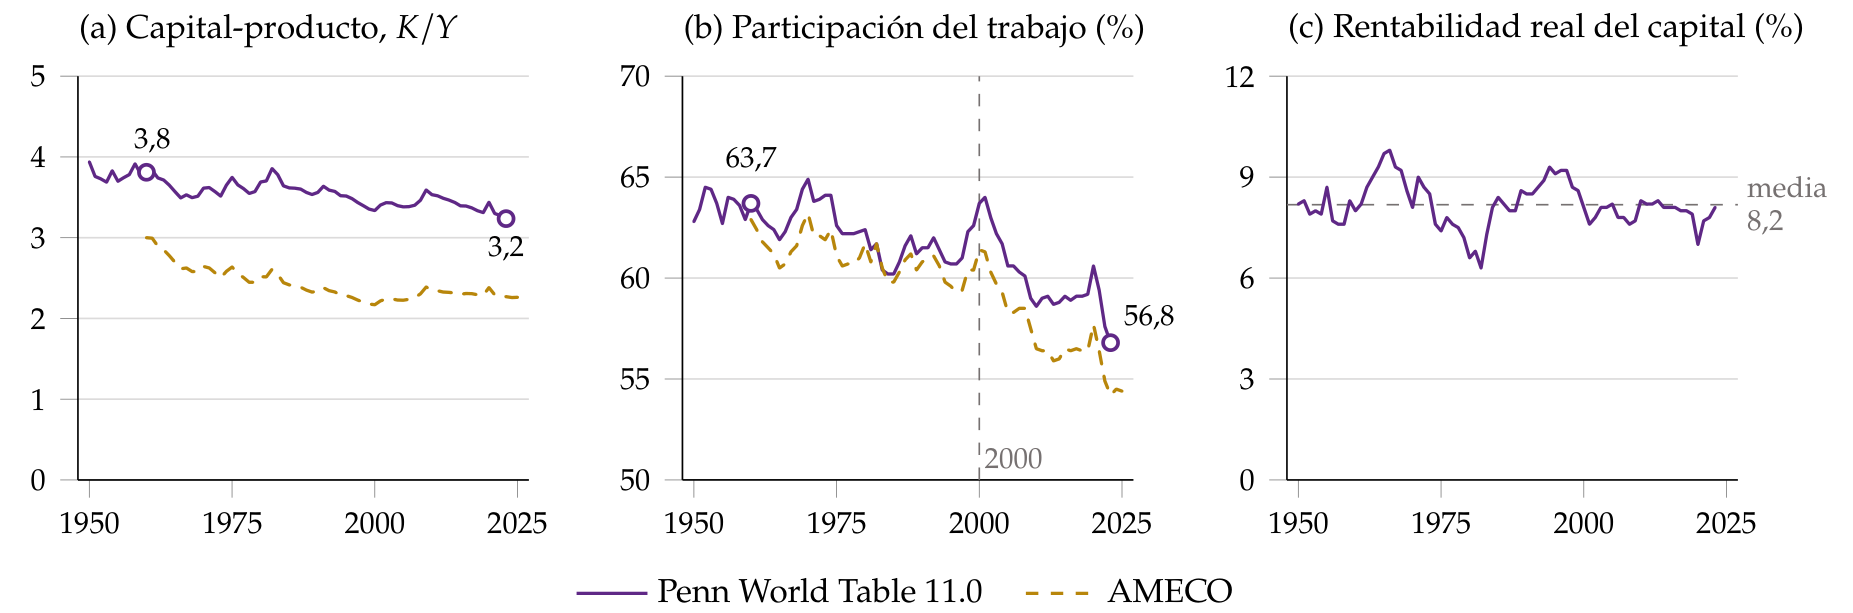 (a) Capital-producto, K/Y
5
4
3
2
1
0
3,8
3,2
1950 1975 2000 2025
(b) Participación del trabajo (%)
70
65
60
55
50
63,7
56,8
2000
1950 1975 2000 2025
(c) Rentabilidad real del capital (%)
12
9
6
3
0
media
8,2
1950 1975 2000 2025
Penn World Table 11.0 AMECO